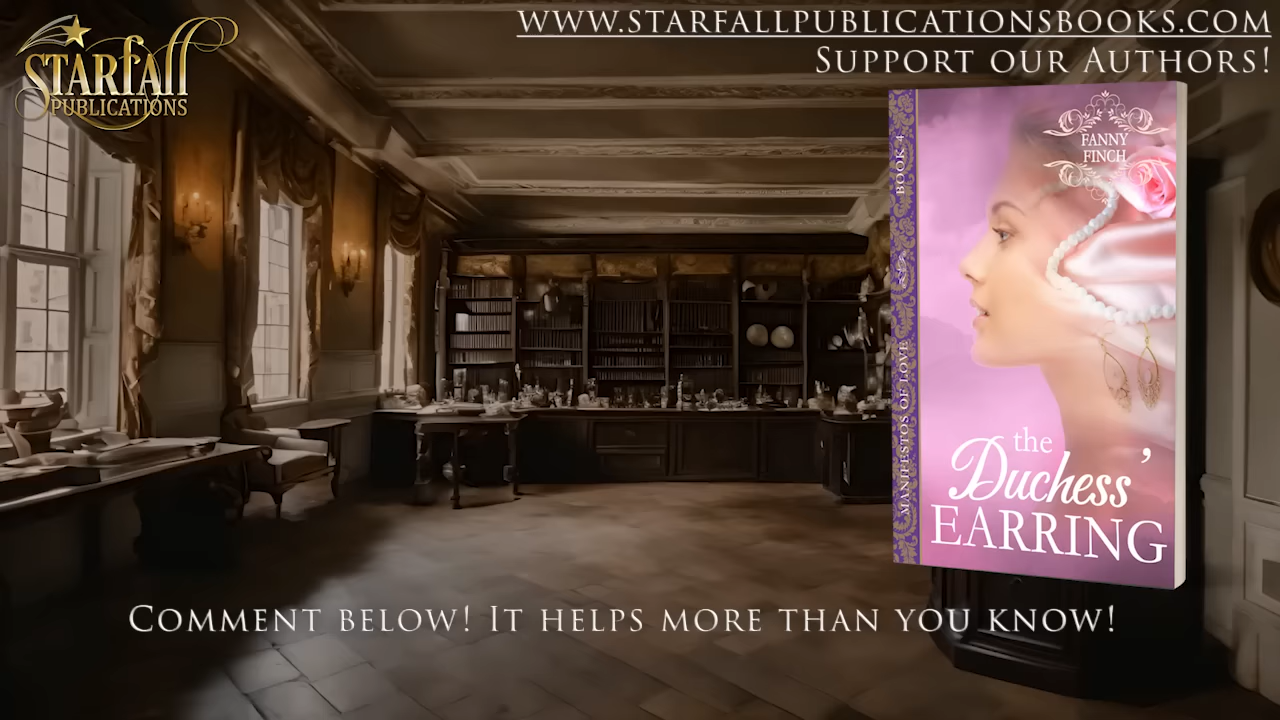 STARfall
PUBLICATIONS
WWW.STARFALLPUBLICATIONSBOOKS.COM
SUPPORT OUR AUTHORS!
BOOK 4
MANIFESTOS OF LOVE
FANNY
FINCH
the
Duchess'
EARRING
COMMENT BELOW! IT HELPS MORE THAN YOU KNOW!